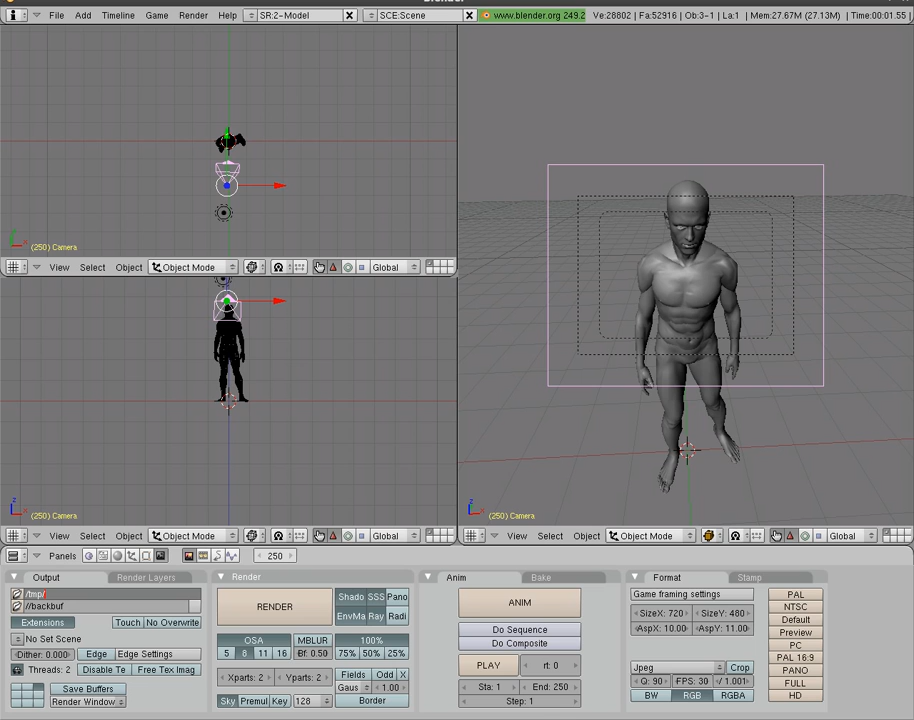 Blender
File Add Timeline Game Render Help SR:2-Model SCE:Scene www.blender.org 249.2 Ve:28802 | Fa:52916 | Ob:3-1 | La:1 | Mem:27.67M (27.13M) | Time:00:01.55 |
(250) Camera
View Select Object Object Mode Global
z
(250) Camera
View Select Object Object Mode Global
z
(250) Camera
View Select Object Object Mode Global
Panels 250
Output Render Layers
/tmp/
//backbuf
Extensions Touch No Overwrite
No Set Scene
Dither: 0.000 Edge Edge Settings
Threads: 2 Disable Te Free Tex Imag
Save Buffers
Render Window
Render
RENDER
Shado SSS Pano
EnvMa Ray Radi
OSA MBLUR 100%
5 8 11 16 Bf: 0.50 75% 50% 25%
Xparts: 2 Yparts: 2 Fields Odd X
Gaus 1.00
Sky Premul Key 128 Border
Anim Bake
ANIM
Do Sequence
Do Composite
PLAY rt: 0
Sta: 1 End: 250
Step: 1
Format Stamp
Game framing settings
SizeX: 720 SizeY: 480
AspX: 10.00 AspY: 11.00
Jpeg Crop
Q: 90 FPS: 30 / 1.001
BW RGB RGBA
PAL
NTSC
Default
Preview
PC
PAL 16:9
PANO
FULL
HD